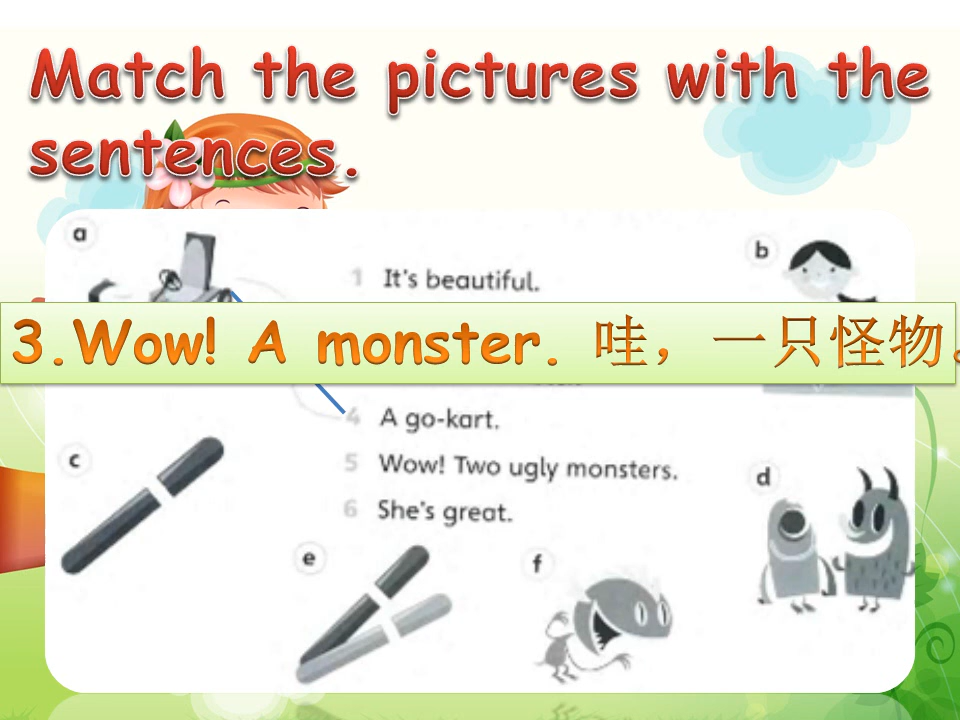 Match the pictures with the
sentences.
a
b
1 It's beautiful.
3.Wow! A monster. 哇，一只怪物。
4 A go-kart.
c
5 Wow! Two ugly monsters.
d
6 She's great.
e
f